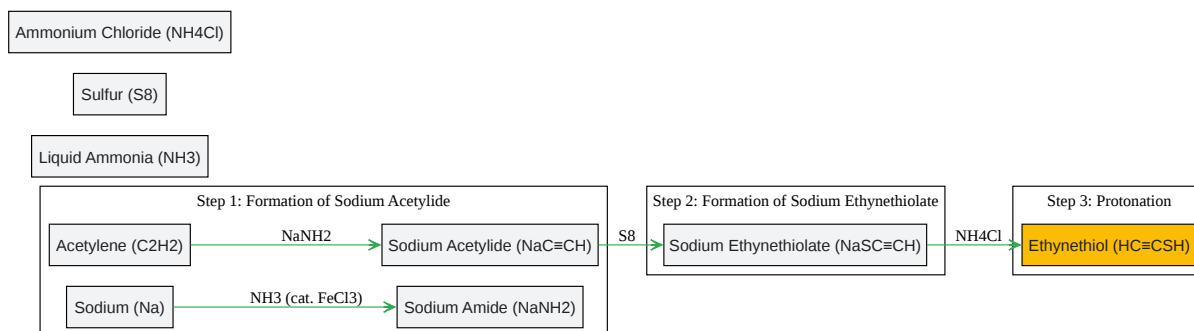 Ammonium Chloride (NH4Cl)
Sulfur (S8)
Liquid Ammonia (NH3)
Step 1: Formation of Sodium Acetylide
Acetylene (C2H2)
NaNH2
Sodium Acetylide (NaC≡CH)
Sodium (Na)
NH3 (cat. FeCl3)
Sodium Amide (NaNH2)
S8
Step 2: Formation of Sodium Ethynethiolate
Sodium Ethynethiolate (NaSC≡CH)
NH4Cl
Step 3: Protonation
Ethynethiol (HC≡CSH)